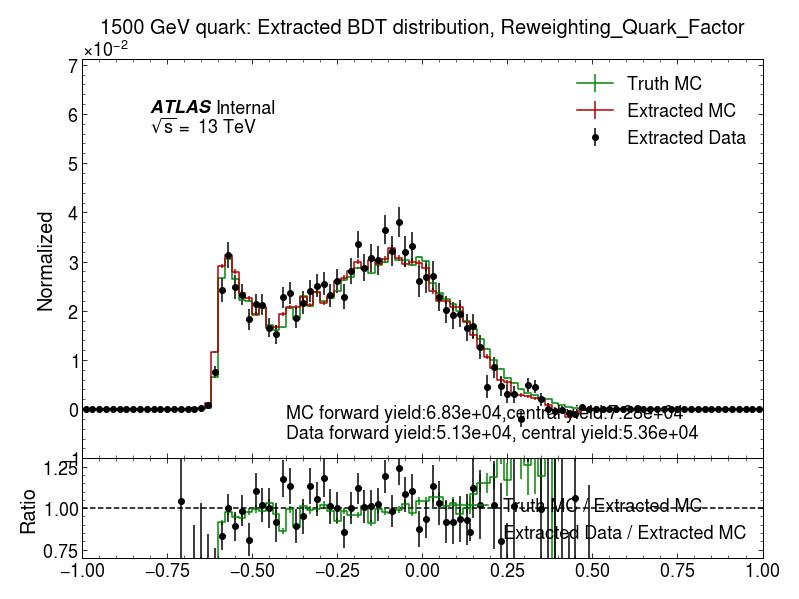 1500 GeV quark: Extracted BDT distribution, Reweighting_Quark_Factor
×10⁻²
7
6
5
4
3
2
1
0
1
Normalized
ATLAS Internal
√s = 13 TeV
Truth MC
Extracted MC
Extracted Data
MC forward yield:6.83e+04,central yield:7.28e+04
Data forward yield:5.13e+04, central yield:5.36e+04
1.25
1.00
0.75
Ratio
Truth MC / Extracted MC
Extracted Data / Extracted MC
−1.00 −0.75 −0.50 −0.25 0.00 0.25 0.50 0.75 1.00